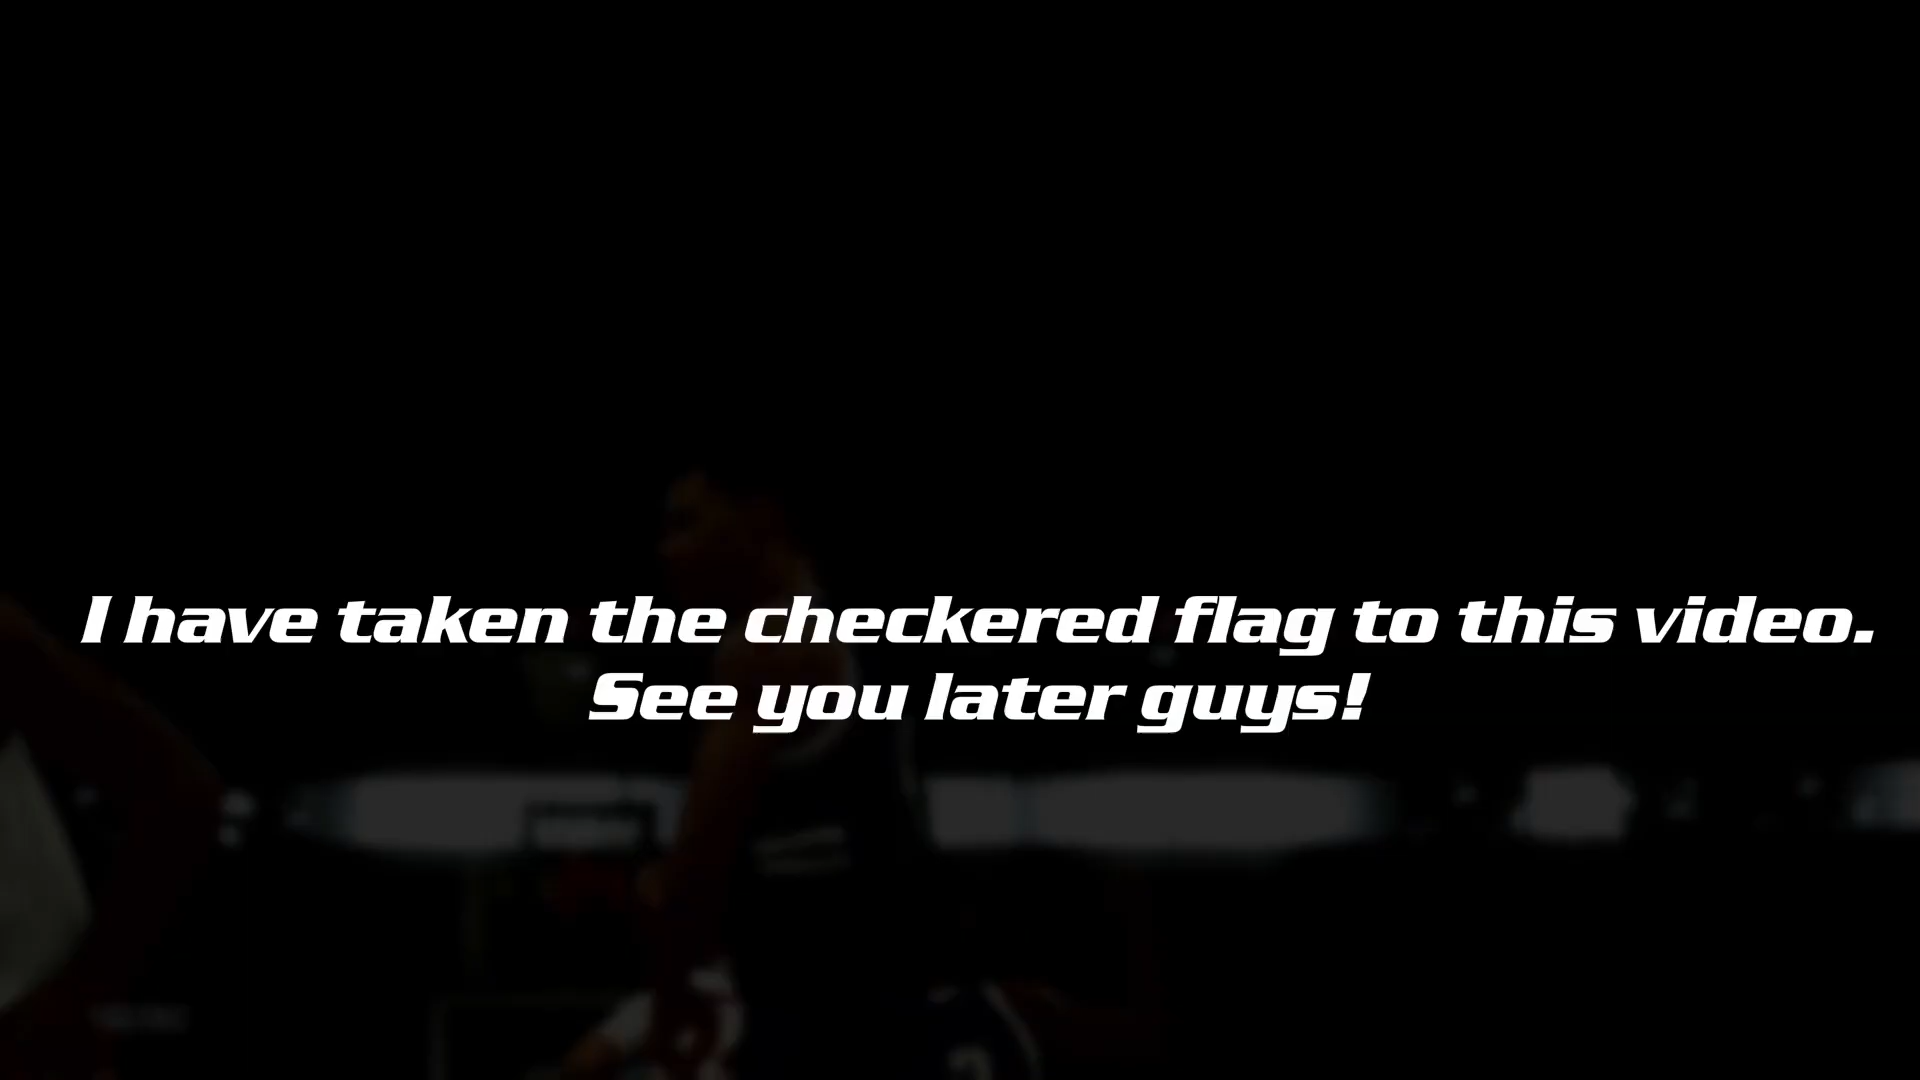 I have taken the checkered flag to this video.
See you later guys!